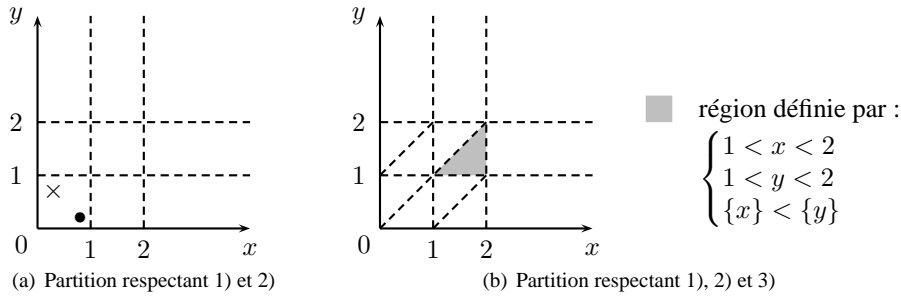 y
2
1
0
1
2
x
(a) Partition respectant 1) et 2)
y
2
1
0
1
2
x
(b) Partition respectant 1), 2) et 3)
région définie par :
1 < x < 2
1 < y < 2
{x} < {y}